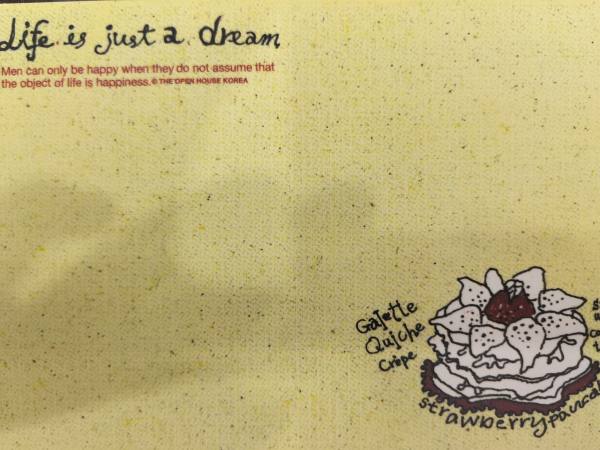 Life is just a dream
Men can only be happy when they do not assume that
the object of life is happiness.© THE OPEN HOUSE KOREA
Galette
Quiche
Crêpe
strawberry